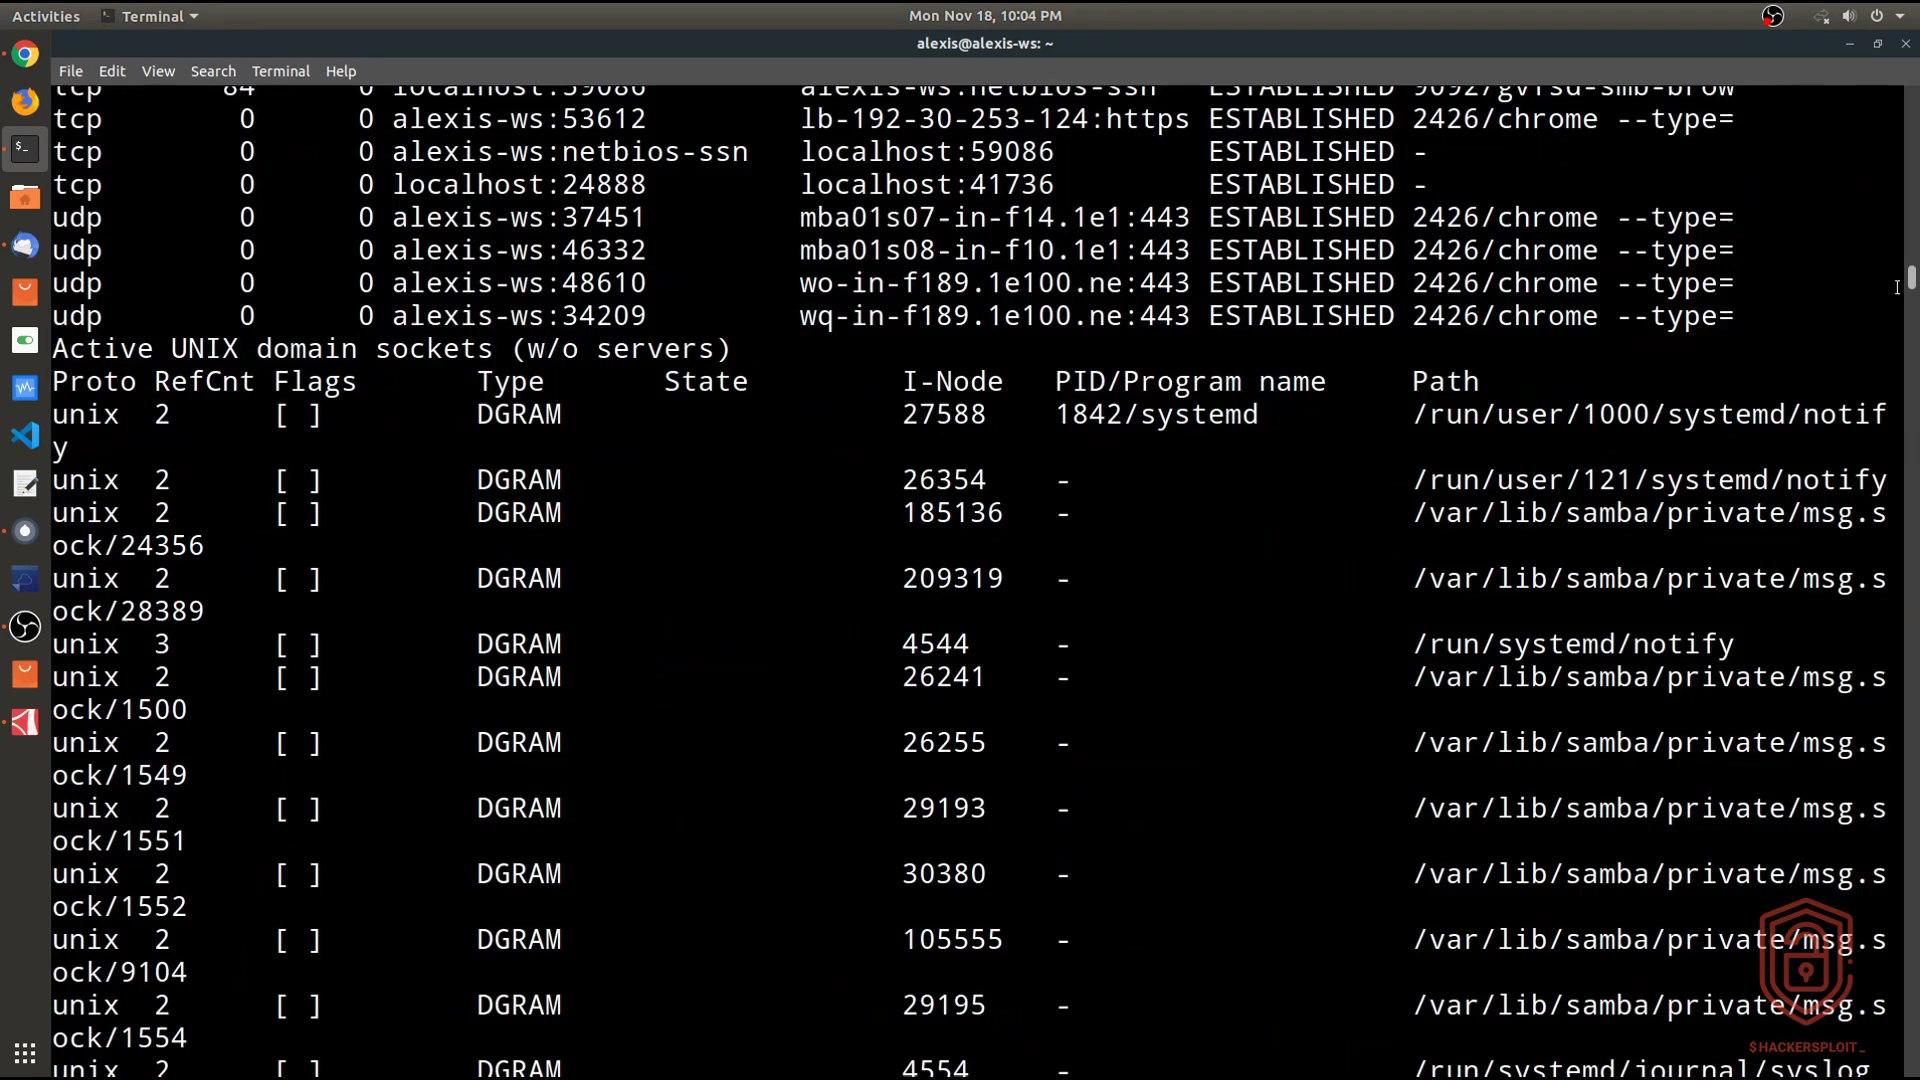 Activities Terminal Mon Nov 18, 10:04 PM
alexis@alexis-ws: ~
File Edit View Search Terminal Help
tcp 84 0 localhost:59086 alexis-ws:netbios-ssn ESTABLISHED 9092/gvfsd-smb-brow
tcp 0 0 alexis-ws:53612 lb-192-30-253-124:https ESTABLISHED 2426/chrome --type=
tcp 0 0 alexis-ws:netbios-ssn localhost:59086 ESTABLISHED -
tcp 0 0 localhost:24888 localhost:41736 ESTABLISHED -
udp 0 0 alexis-ws:37451 mba01s07-in-f14.1e1:443 ESTABLISHED 2426/chrome --type=
udp 0 0 alexis-ws:46332 mba01s08-in-f10.1e1:443 ESTABLISHED 2426/chrome --type=
udp 0 0 alexis-ws:48610 wo-in-f189.1e100.ne:443 ESTABLISHED 2426/chrome --type=
udp 0 0 alexis-ws:34209 wq-in-f189.1e100.ne:443 ESTABLISHED 2426/chrome --type=
Active UNIX domain sockets (w/o servers)
Proto RefCnt Flags Type State I-Node PID/Program name Path
unix 2 [ ] DGRAM 27588 1842/systemd /run/user/1000/systemd/notif
y
unix 2 [ ] DGRAM 26354 - /run/user/121/systemd/notify
unix 2 [ ] DGRAM 185136 - /var/lib/samba/private/msg.s
ock/24356
unix 2 [ ] DGRAM 209319 - /var/lib/samba/private/msg.s
ock/28389
unix 3 [ ] DGRAM 4544 - /run/systemd/notify
unix 2 [ ] DGRAM 26241 - /var/lib/samba/private/msg.s
ock/1500
unix 2 [ ] DGRAM 26255 - /var/lib/samba/private/msg.s
ock/1549
unix 2 [ ] DGRAM 29193 - /var/lib/samba/private/msg.s
ock/1551
unix 2 [ ] DGRAM 30380 - /var/lib/samba/private/msg.s
ock/1552
unix 2 [ ] DGRAM 105555 - /var/lib/samba/private/msg.s
ock/9104
unix 2 [ ] DGRAM 29195 - /var/lib/samba/private/msg.s
ock/1554
$HACKERSPLOIT_
unix 2 [ ] DGRAM 4554 - /run/systemd/journal/syslog